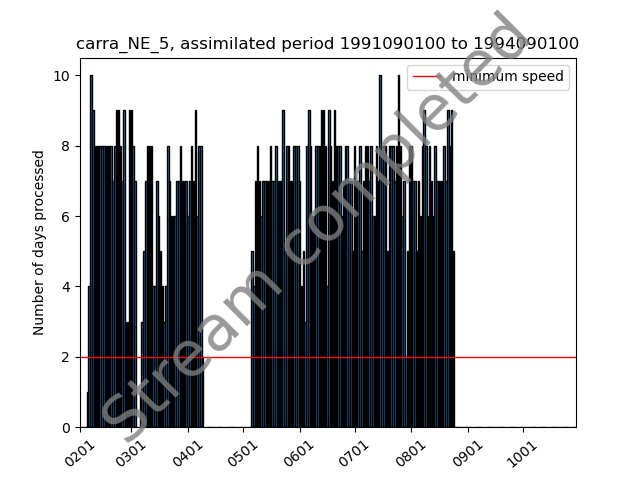 carra_NE_5, assimilated period 1991090100 to 1994090100
minimum speed
Number of days processed
10
8
6
4
2
0
0201 0301 0401 0501 0601 0701 0801 0901 1001
Stream completed